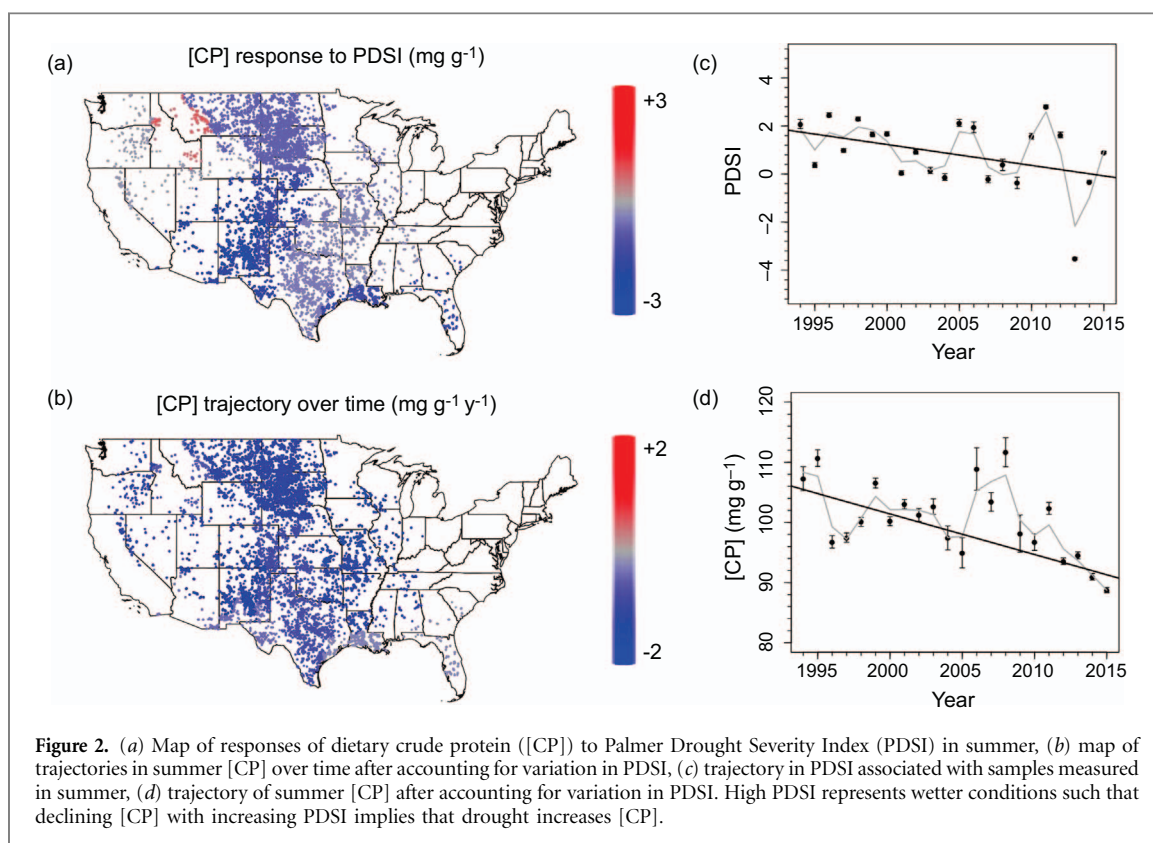 (a)
[CP] response to PDSI (mg g⁻¹)
+3
-3
(b)
[CP] trajectory over time (mg g⁻¹ y⁻¹)
+2
-2
(c)
PDSI
4
2
0
-2
-4
1995 2000 2005 2010 2015
Year
(d)
[CP] (mg g⁻¹)
120
110
100
90
80
1995 2000 2005 2010 2015
Year
Figure 2. (a) Map of responses of dietary crude protein ([CP]) to Palmer Drought Severity Index (PDSI) in summer, (b) map of
trajectories in summer [CP] over time after accounting for variation in PDSI, (c) trajectory in PDSI associated with samples measured
in summer, (d) trajectory of summer [CP] after accounting for variation in PDSI. High PDSI represents wetter conditions such that
declining [CP] with increasing PDSI implies that drought increases [CP].